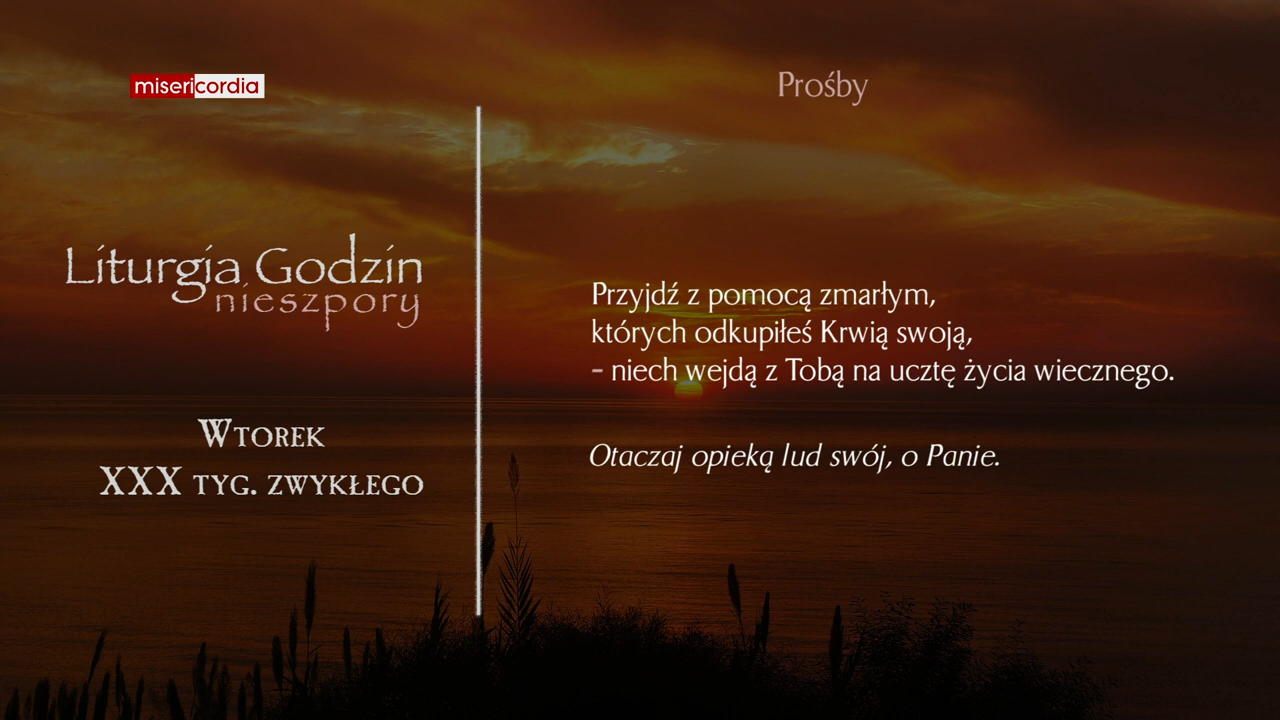 misericordia
Liturgia Godzin
nieszpory
Wtorek
XXX tyg. zwykłego
Prośby
Przyjdź z pomocą zmarłym,
których odkupiłeś Krwią swoją,
- niech wejdą z Tobą na ucztę życia wiecznego.
Otaczaj opieką lud swój, o Panie.